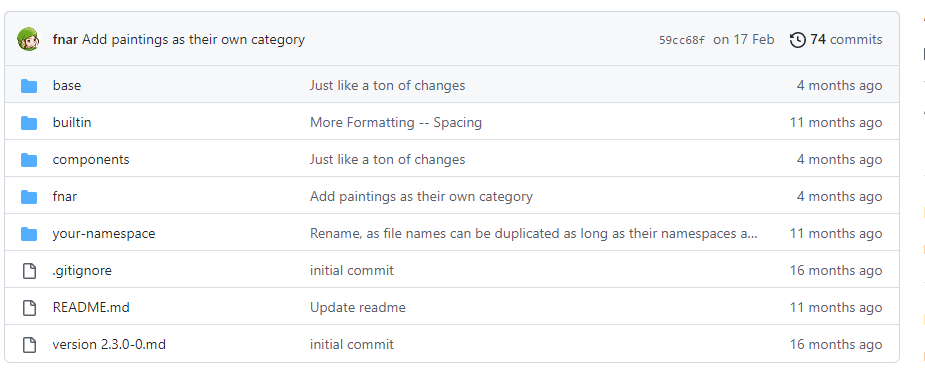 fnar Add paintings as their own category 59cc68f on 17 Feb 74 commits
base Just like a ton of changes 4 months ago
builtin More Formatting -- Spacing 11 months ago
components Just like a ton of changes 4 months ago
fnar Add paintings as their own category 4 months ago
your-namespace Rename, as file names can be duplicated as long as their namespaces a... 11 months ago
.gitignore initial commit 16 months ago
README.md Update readme 11 months ago
version 2.3.0-0.md initial commit 16 months ago